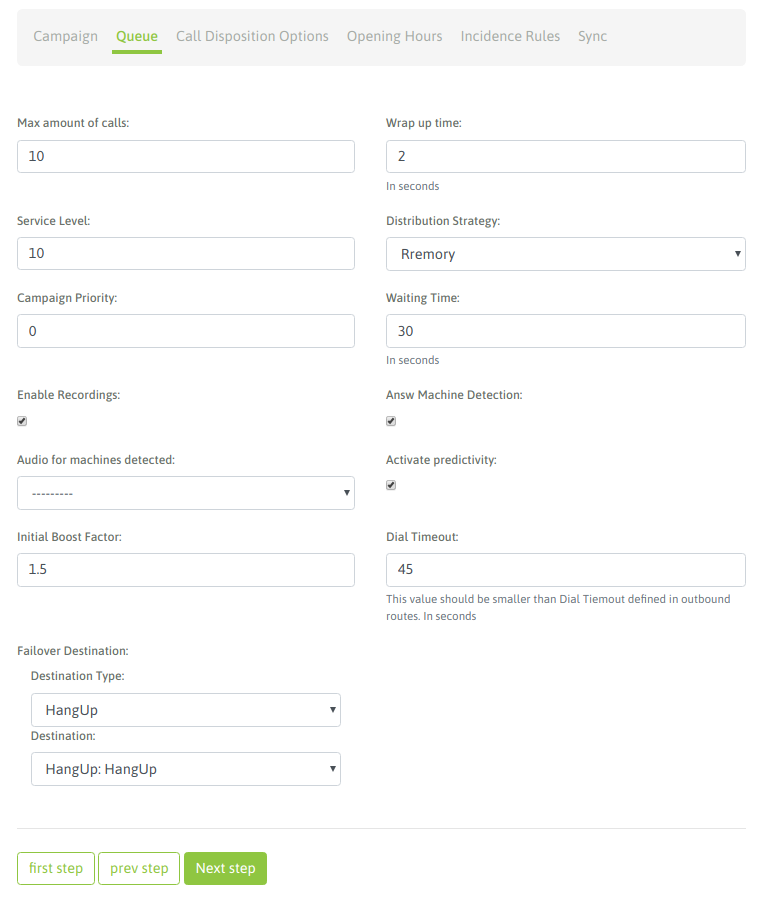 Campaign Queue Call Disposition Options Opening Hours Incidence Rules Sync
Max amount of calls: Wrap up time:
10 2
In seconds
Service Level: Distribution Strategy:
10 Rremory
Campaign Priority: Waiting Time:
0 30
In seconds
Enable Recordings: Answ Machine Detection:
Audio for machines detected: Activate predictivity:
---------
Initial Boost Factor: Dial Timeout:
1.5 45
This value should be smaller than Dial Tiemout defined in outbound
routes. In seconds
Failover Destination:
Destination Type:
HangUp
Destination:
HangUp: HangUp
first step prev step Next step